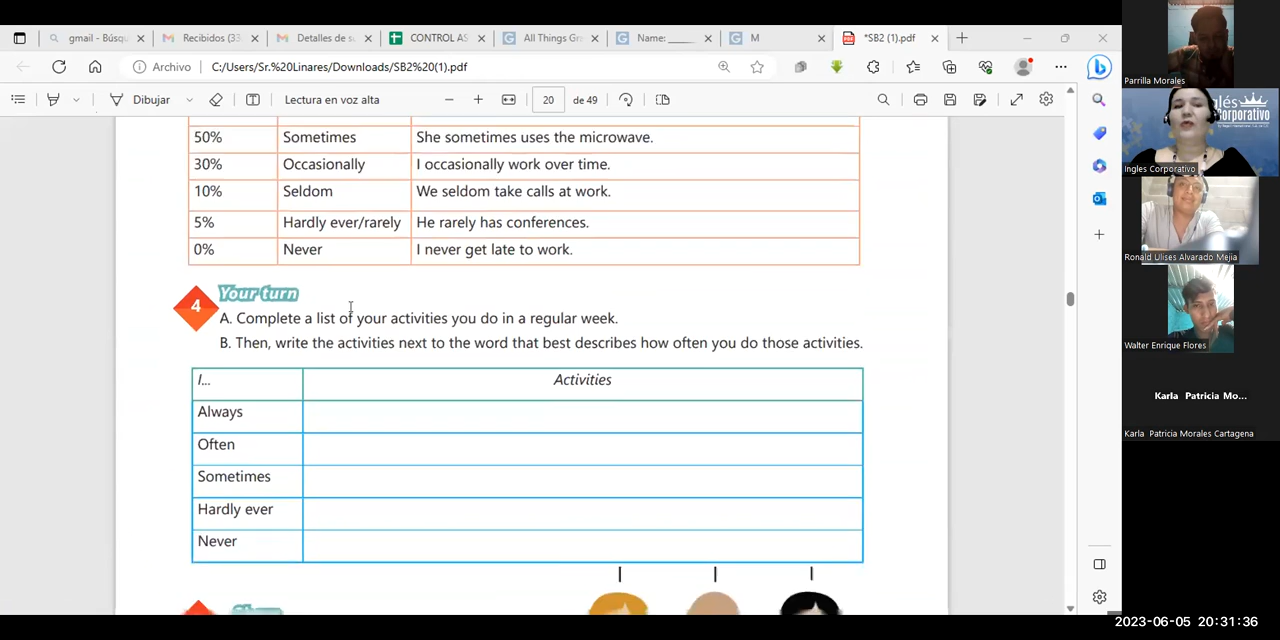 gmail - Búsqu
Recibidos (33
Detalles de su
CONTROL AS
All Things Gr
Name: _____
M
*SB2 (1).pdf
Archivo
C:/Users/Sr.%20Linares/Downloads/SB2%20(1).pdf
Dibujar
Lectura en voz alta
20
de 49
50% Sometimes She sometimes uses the microwave.
30% Occasionally I occasionally work over time.
10% Seldom We seldom take calls at work.
5% Hardly ever/rarely He rarely has conferences.
0% Never I never get late to work.
4
Your turn
A. Complete a list of your activities you do in a regular week.
B. Then, write the activities next to the word that best describes how often you do those activities.
I... Activities
Always
Often
Sometimes
Hardly ever
Never
Parrilla Morales
glés
Corporativo
Ingles Corporativo
Ronald Ulises Alvarado Mejia
Walter Enrique Flores
Karla Patricia Mo...
Karla Patricia Morales Cartagena
2023-06-05 20:31:36